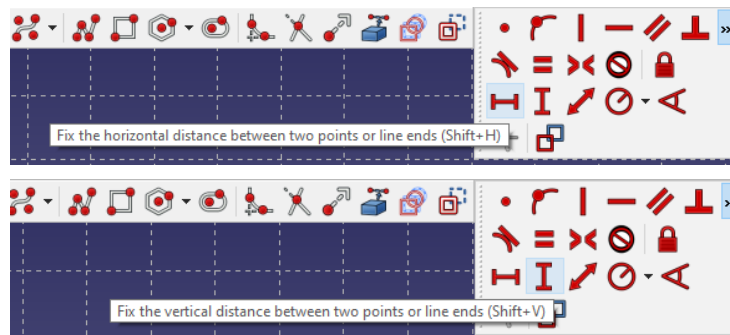 Fix the horizontal distance between two points or line ends (Shift+H)
Fix the vertical distance between two points or line ends (Shift+V)